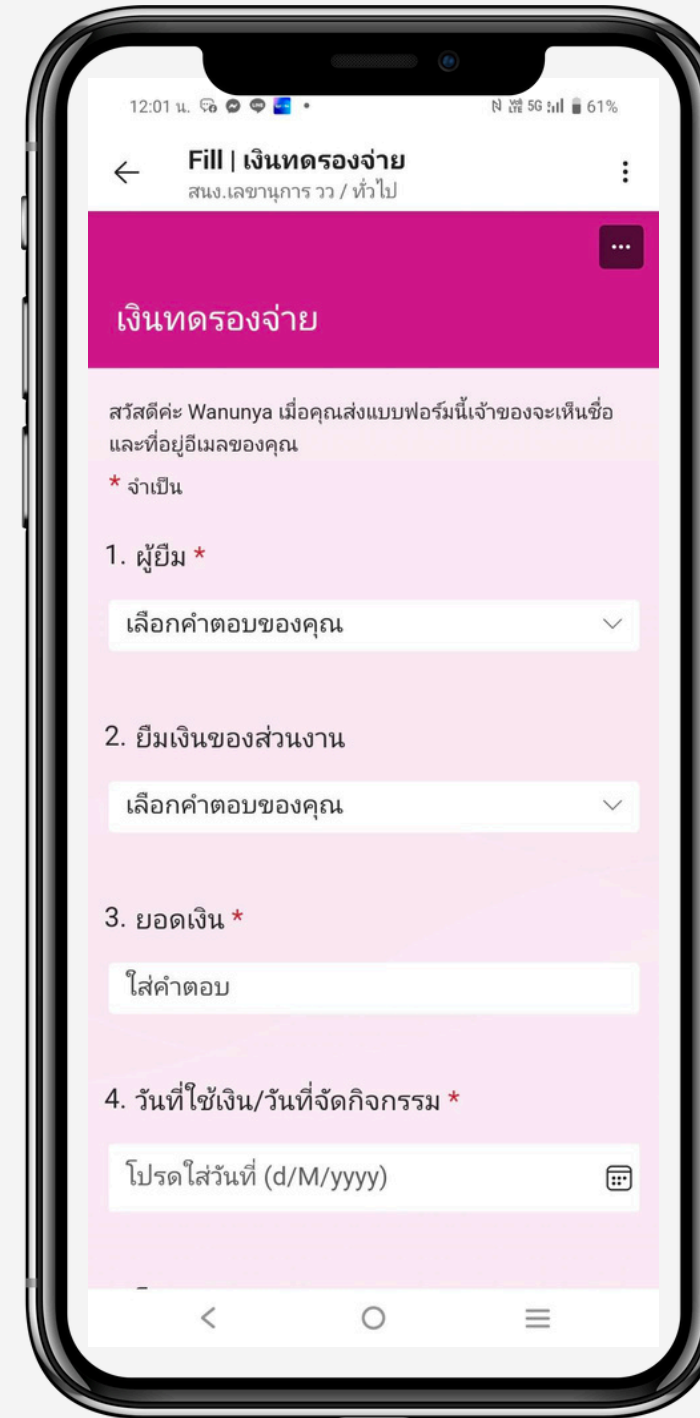 12:01 น. 5G 61%
Fill | เงินทดรองจ่าย
สนง.เลขานุการ วว / ทั่วไป
เงินทดรองจ่าย
สวัสดีค่ะ Wanunya เมื่อคุณส่งแบบฟอร์มนี้เจ้าของจะเห็นชื่อ
และที่อยู่อีเมลของคุณ
* จำเป็น
1. ผู้ยืม *
เลือกคำตอบของคุณ
2. ยืมเงินของส่วนงาน
เลือกคำตอบของคุณ
3. ยอดเงิน *
ใส่คำตอบ
4. วันที่ใช้เงิน/วันที่จัดกิจกรรม *
โปรดใส่วันที่ (d/M/yyyy)